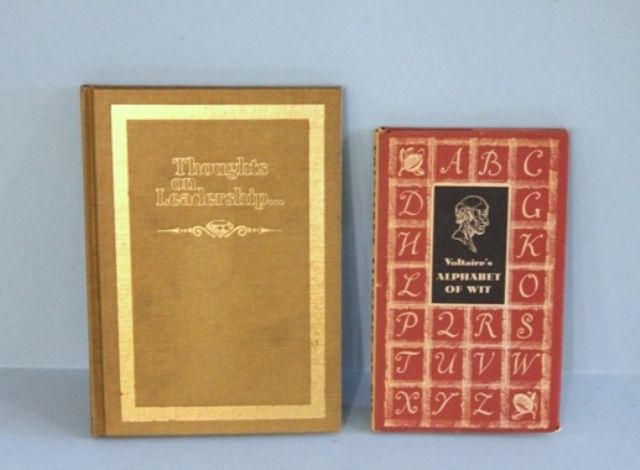 Thoughts
on
Leadership...
A B C
D G
H K
L O
Voltaire's
ALPHABET
OF WIT
P Q R S
T U V W
X Y Z